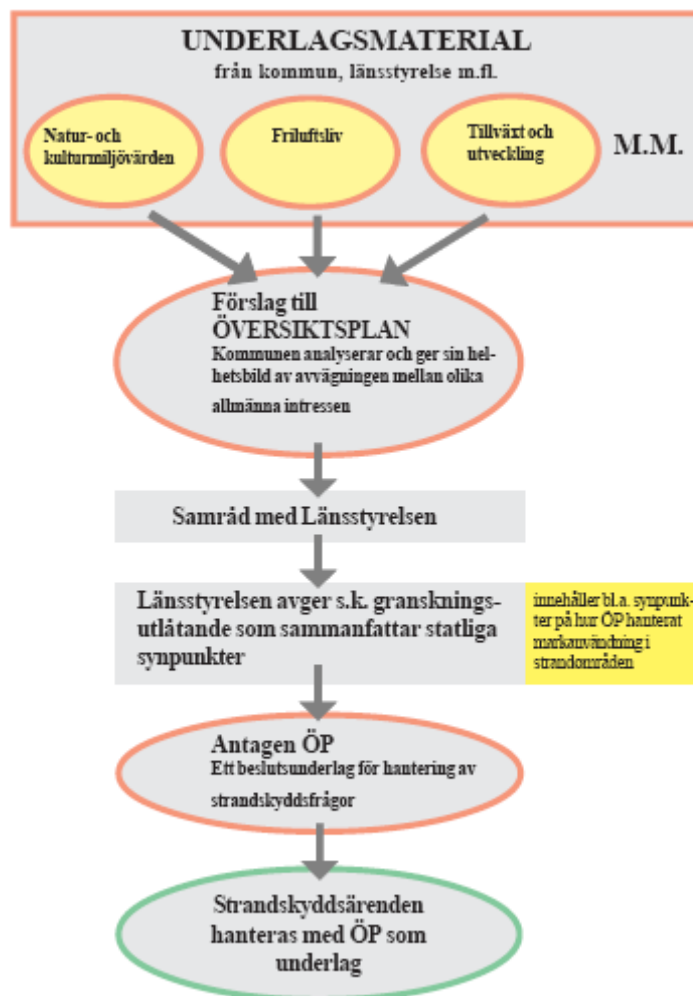 UNDERLAGSMATERIAL
från kommun, länsstyrelse m.fl.
Natur- och
kulturmiljövärden
Friluftsliv
Tillväxt och
utveckling
M.M.
Förslag till
ÖVERSIKTSPLAN
Kommunen analyserar och ger sin hel-
hetsbild av avvägningen mellan olika
allmänna intressen
Samråd med Länsstyrelsen
Länsstyrelsen avger s.k. gransknings-
utlåtande som sammanfattar statliga
synpunkter
innehåller bl.a. synpunk-
ter på hur ÖP hanterat
markanvändning i
strandområden
Antagen ÖP
Ett beslutsunderlag för hantering av
strandskyddsfrågor
Strandskyddsärenden
hanteras med ÖP som
underlag